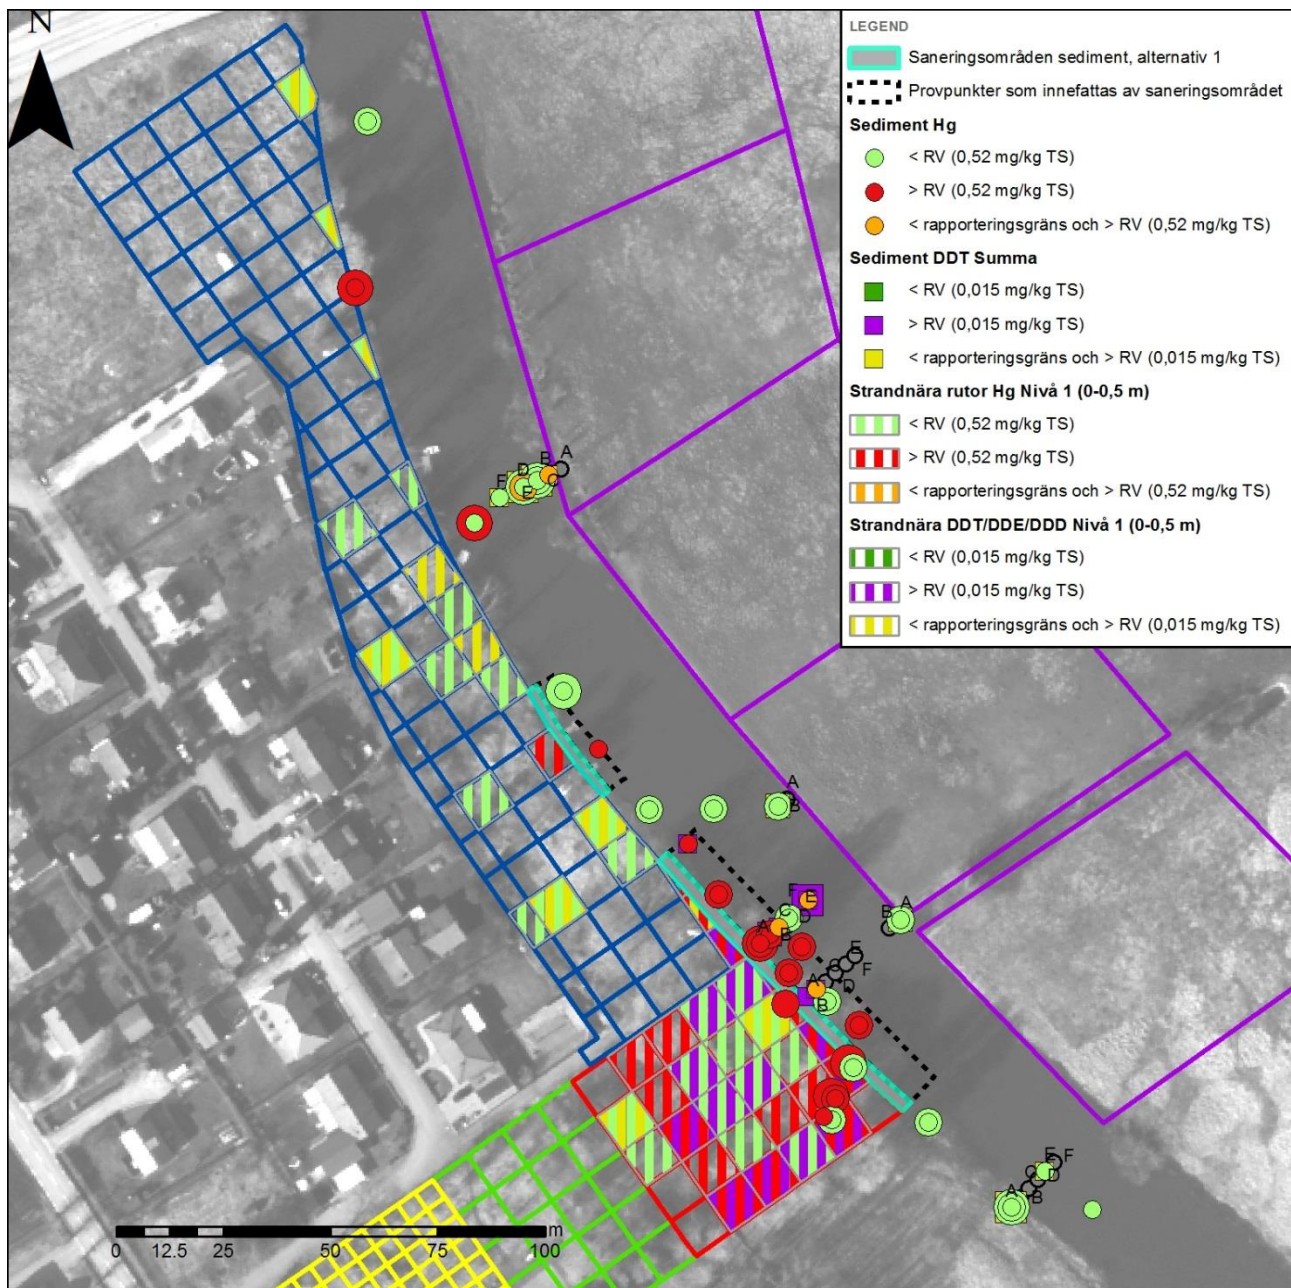 N
LEGEND
Saneringsområden sediment, alternativ 1
Provpunkter som innefattas av saneringsområdet
Sediment Hg
< RV (0,52 mg/kg TS)
> RV (0,52 mg/kg TS)
< rapporteringsgräns och > RV (0,52 mg/kg TS)
Sediment DDT Summa
< RV (0,015 mg/kg TS)
> RV (0,015 mg/kg TS)
< rapporteringsgräns och > RV (0,015 mg/kg TS)
Strandnära rutor Hg Nivå 1 (0-0,5 m)
< RV (0,52 mg/kg TS)
> RV (0,52 mg/kg TS)
< rapporteringsgräns och > RV (0,52 mg/kg TS)
Strandnära DDT/DDE/DDD Nivå 1 (0-0,5 m)
< RV (0,015 mg/kg TS)
> RV (0,015 mg/kg TS)
< rapporteringsgräns och > RV (0,015 mg/kg TS)
A
B
D
C
F
E
A
B
F
E
C
D
A
B
A
B
E
C
F
A
D
B
E
F
C
D
A
B
m
0 12.5 25 50 75 100